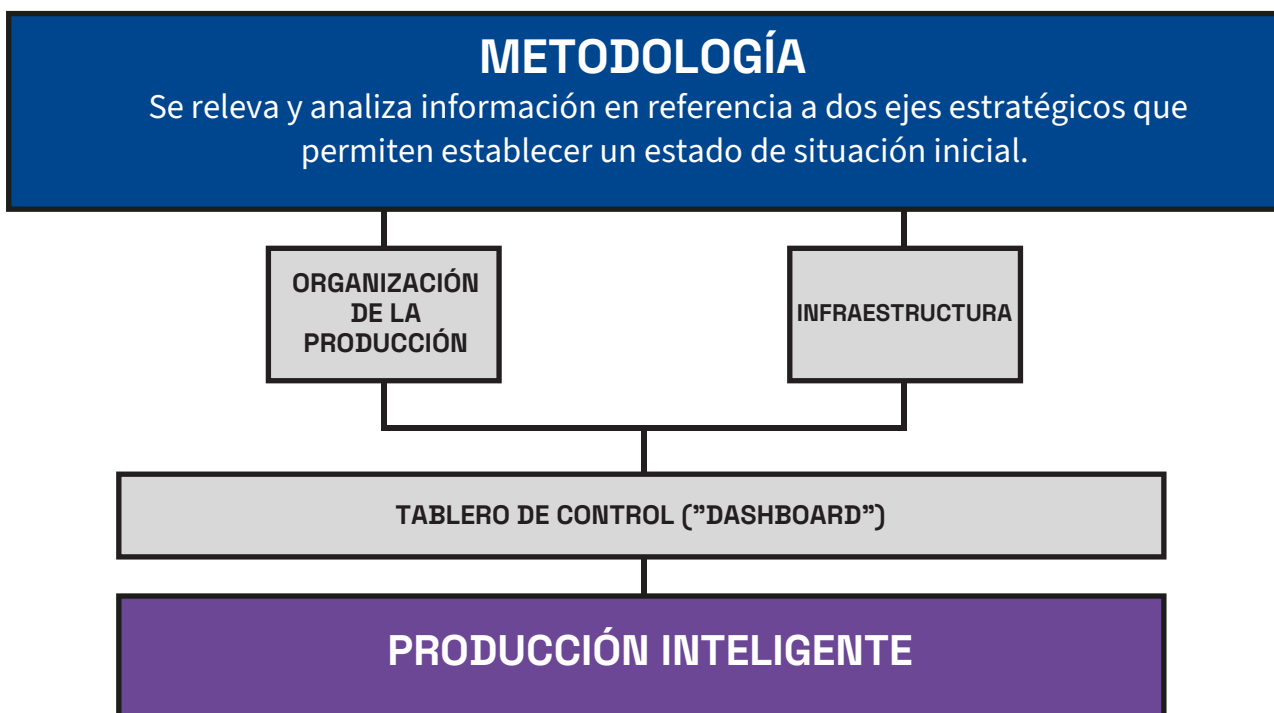 METODOLOGÍA
Se releva y analiza información en referencia a dos ejes estratégicos que
permiten establecer un estado de situación inicial.
ORGANIZACIÓN
DE LA
PRODUCCIÓN
INFRAESTRUCTURA
TABLERO DE CONTROL (”DASHBOARD”)
PRODUCCIÓN INTELIGENTE